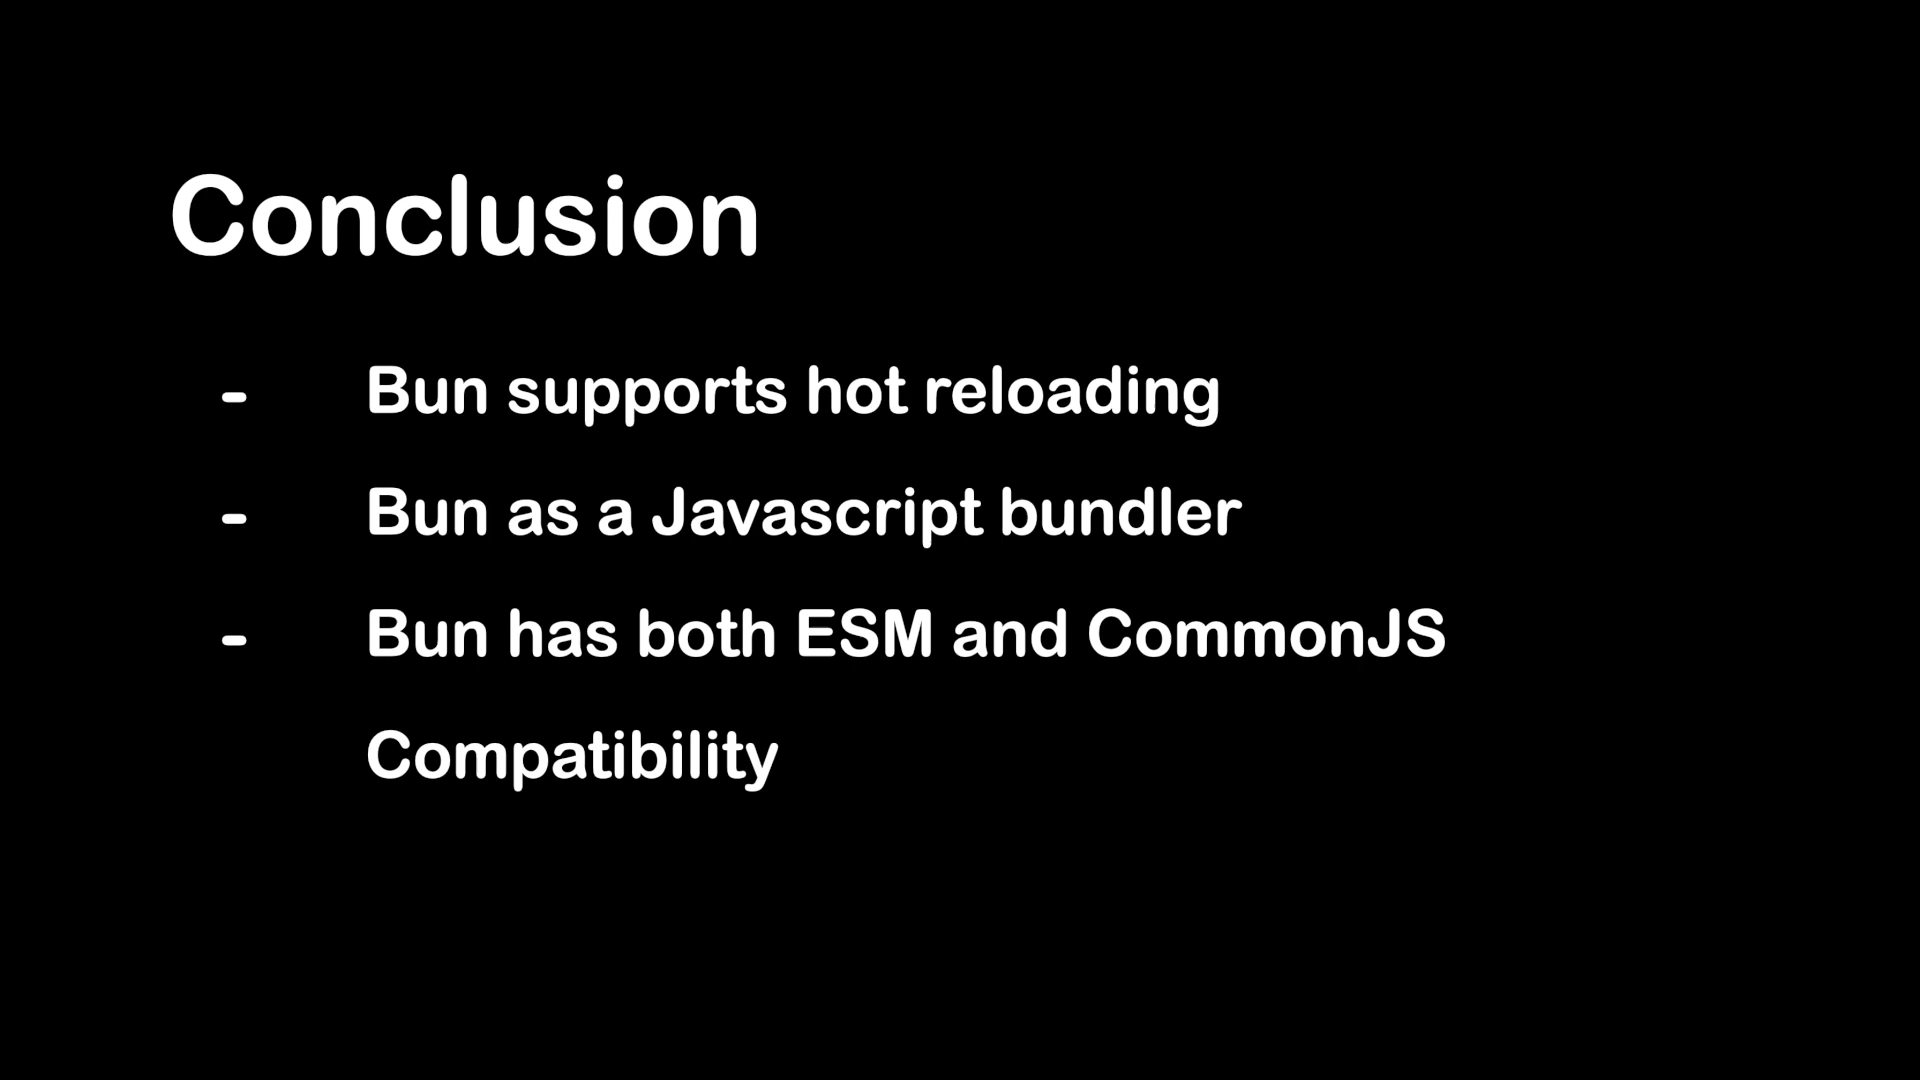 Conclusion
- Bun supports hot reloading
- Bun as a Javascript bundler
- Bun has both ESM and CommonJS
Compatibility